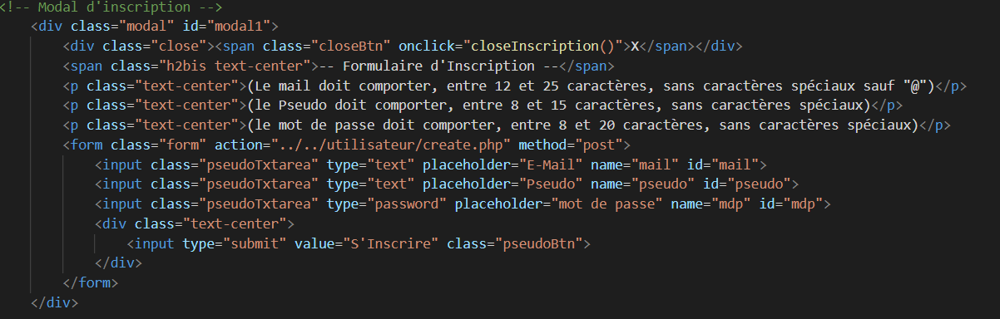 <!-- Modal d'inscription -->
<div class="modal" id="modal1">
<div class="close"><span class="closeBtn" onclick="closeInscription()">X</span></div>
<span class="h2bis text-center">-- Formulaire d'Inscription --</span>
<p class="text-center">(Le mail doit comporter, entre 12 et 25 caractères, sans caractères spéciaux sauf "@")</p>
<p class="text-center">(le Pseudo doit comporter, entre 8 et 15 caractères, sans caractères spéciaux)</p>
<p class="text-center">(le mot de passe doit comporter, entre 8 et 20 caractères, sans caractères spéciaux)</p>
<form class="form" action="../../utilisateur/create.php" method="post">
<input class="pseudoTxtarea" type="text" placeholder="E-Mail" name="mail" id="mail">
<input class="pseudoTxtarea" type="text" placeholder="Pseudo" name="pseudo" id="pseudo">
<input class="pseudoTxtarea" type="password" placeholder="mot de passe" name="mdp" id="mdp">
<div class="text-center">
<input type="submit" value="S'Inscrire" class="pseudoBtn">
</div>
</form>
</div>